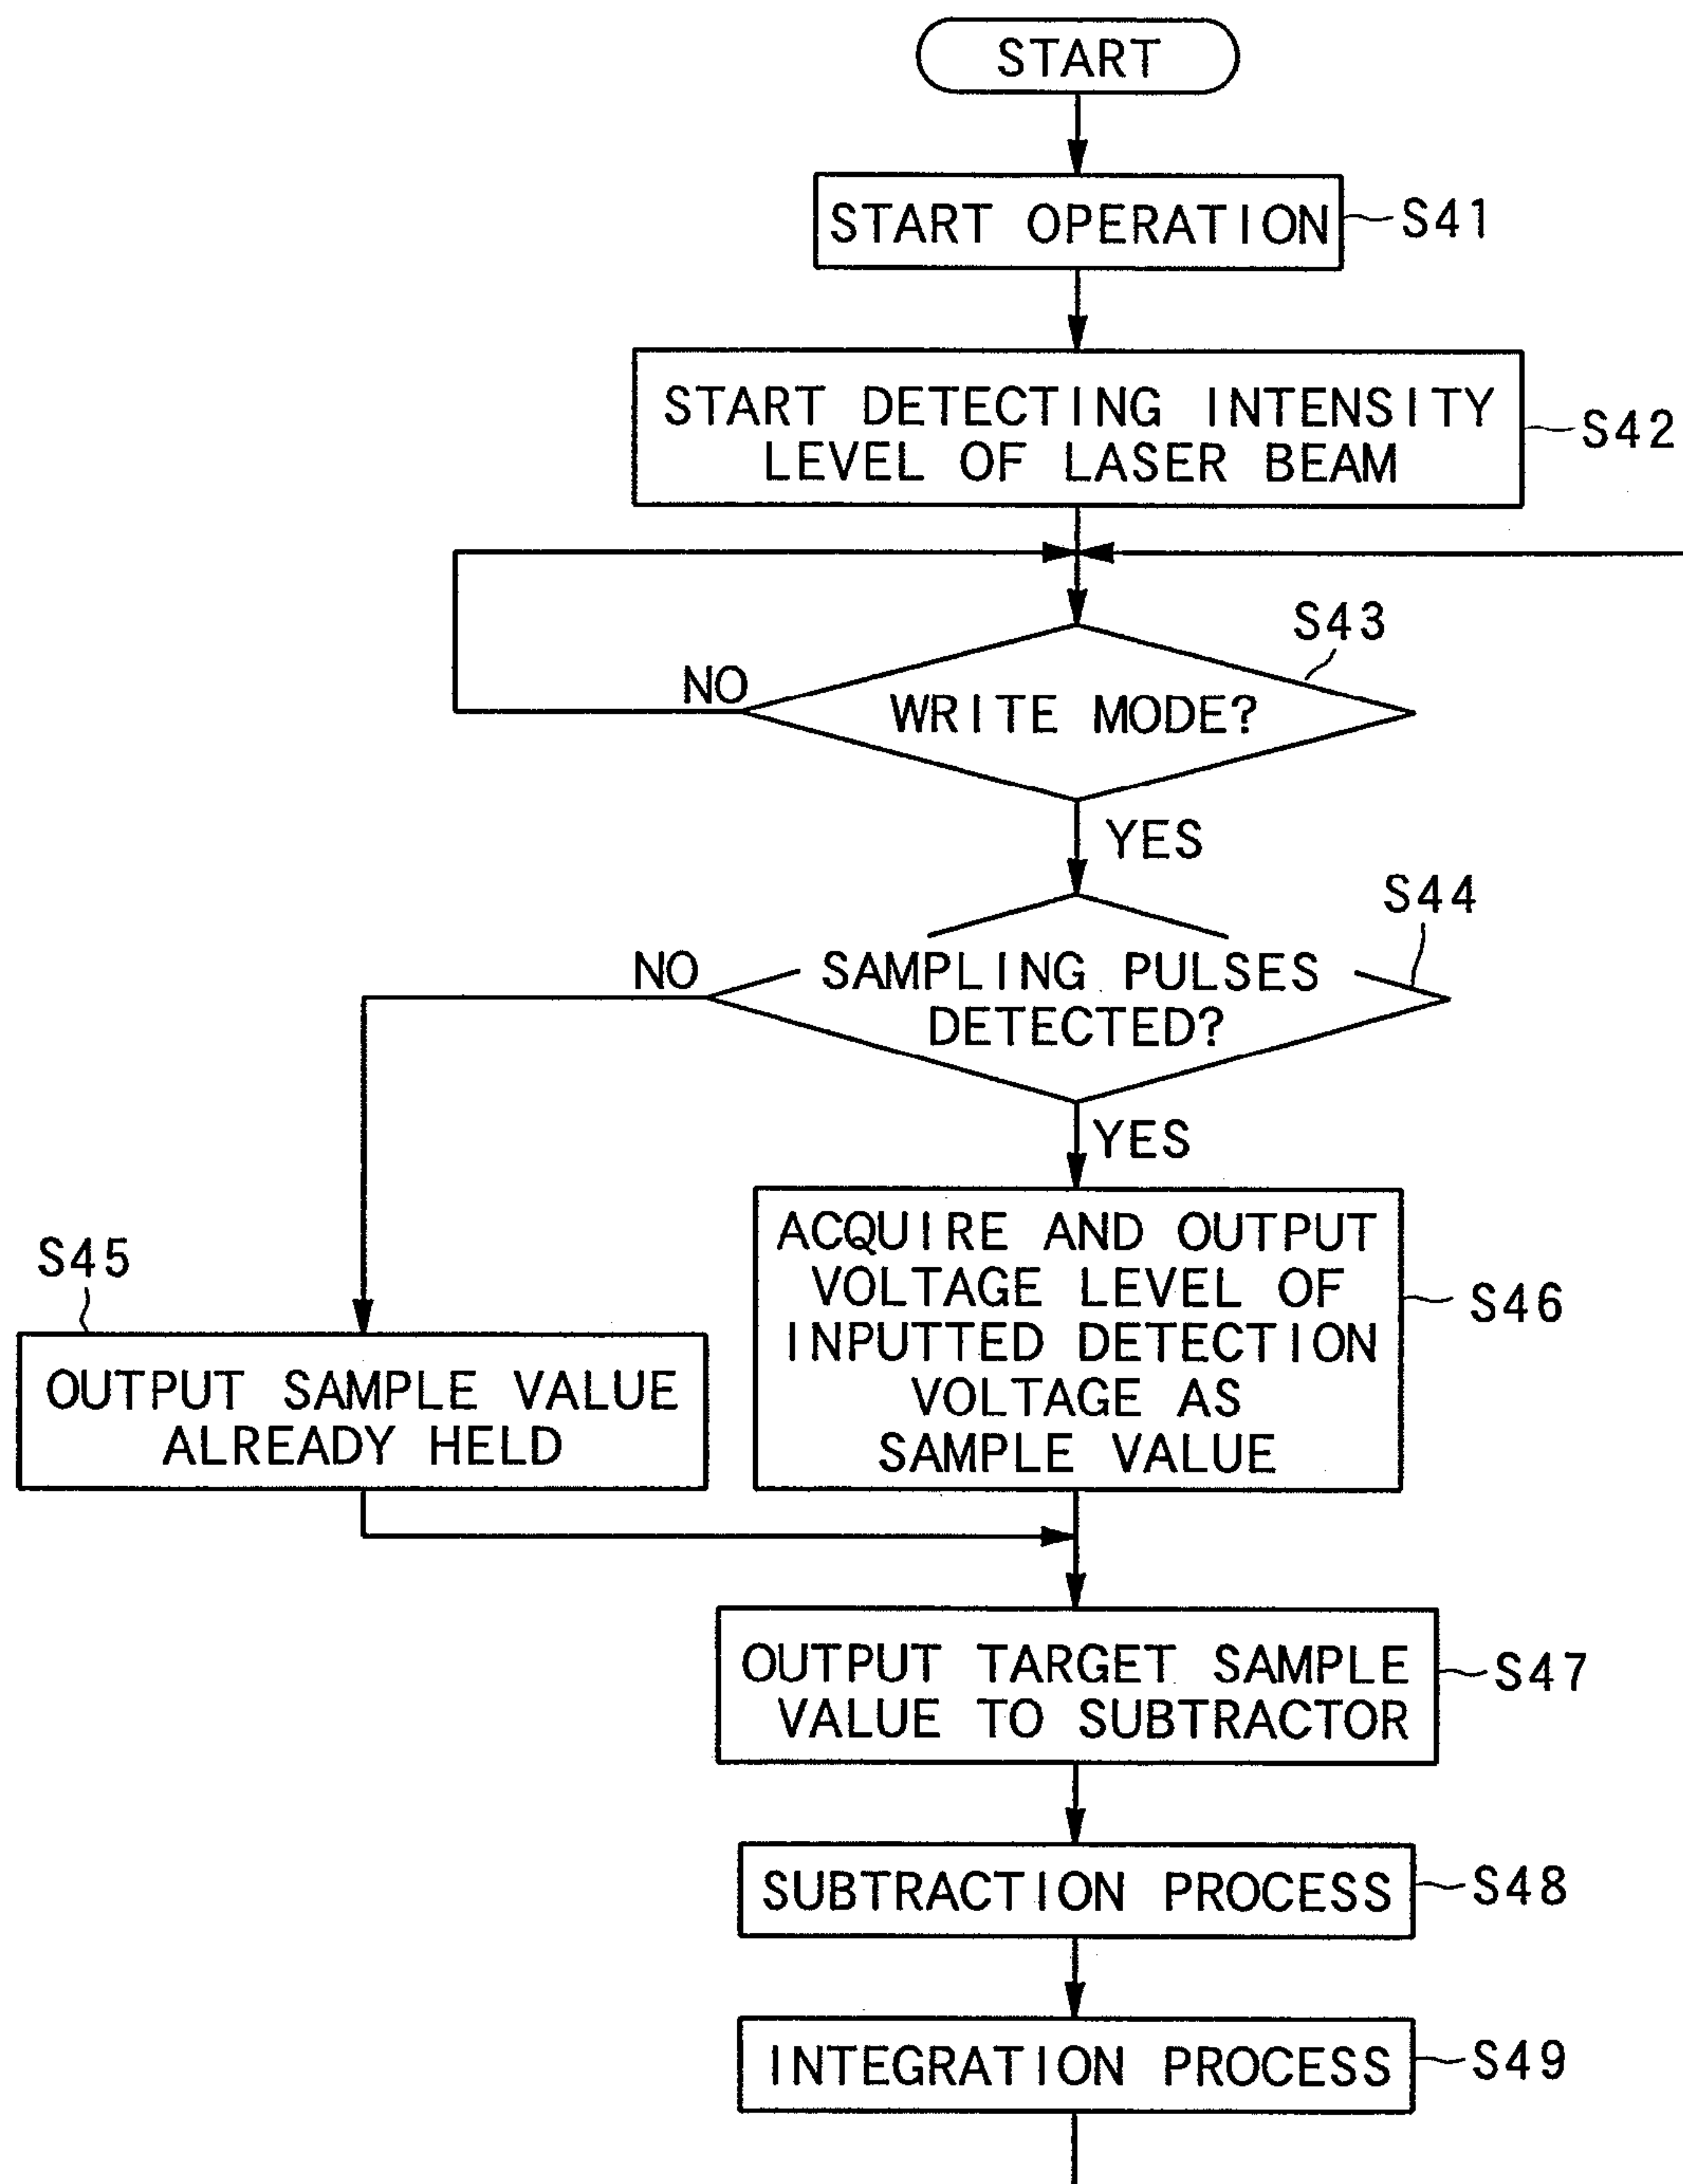 START
START OPERATION
S41
START DETECTING INTENSITY
LEVEL OF LASER BEAM
S42
S43
NO
WRITE MODE?
YES
S44
NO
SAMPLING PULSES
DETECTED?
YES
S45
OUTPUT SAMPLE VALUE
ALREADY HELD
ACQUIRE AND OUTPUT
VOLTAGE LEVEL OF
INPUTTED DETECTION
VOLTAGE AS
SAMPLE VALUE
S46
OUTPUT TARGET SAMPLE
VALUE TO SUBTRACTOR
S47
SUBTRACTION PROCESS
S48
INTEGRATION PROCESS
S49